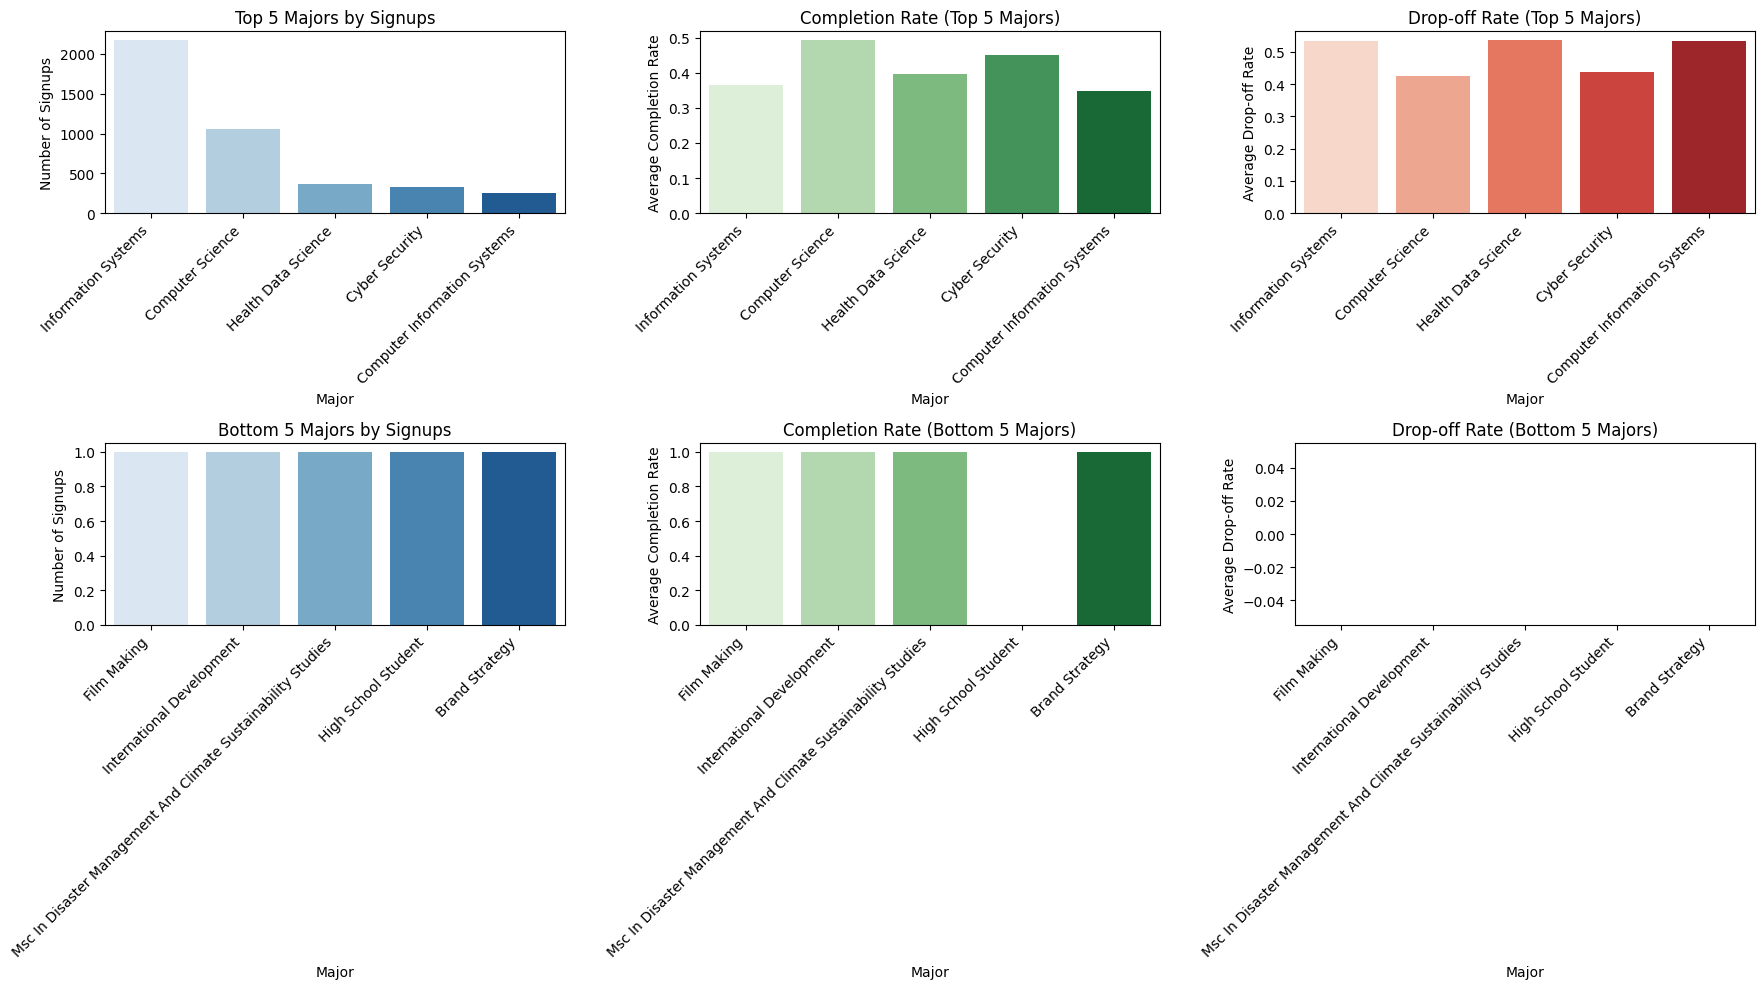 Top 5 Majors by Signups
Number of Signups
2000
1500
1000
500
0
Information Systems
Computer Science
Health Data Science
Cyber Security
Computer Information Systems
Major
Completion Rate (Top 5 Majors)
Average Completion Rate
0.5
0.4
0.3
0.2
0.1
0.0
Information Systems
Computer Science
Health Data Science
Cyber Security
Computer Information Systems
Major
Drop-off Rate (Top 5 Majors)
Average Drop-off Rate
0.5
0.4
0.3
0.2
0.1
0.0
Information Systems
Computer Science
Health Data Science
Cyber Security
Computer Information Systems
Major
Bottom 5 Majors by Signups
Number of Signups
1.0
0.8
0.6
0.4
0.2
0.0
Film Making
International Development
Msc In Disaster Management And Climate Sustainability Studies
High School Student
Brand Strategy
Major
Completion Rate (Bottom 5 Majors)
Average Completion Rate
1.0
0.8
0.6
0.4
0.2
0.0
Film Making
International Development
Msc In Disaster Management And Climate Sustainability Studies
High School Student
Brand Strategy
Major
Drop-off Rate (Bottom 5 Majors)
Average Drop-off Rate
0.04
0.02
0.00
−0.02
−0.04
Film Making
International Development
Msc In Disaster Management And Climate Sustainability Studies
High School Student
Brand Strategy
Major